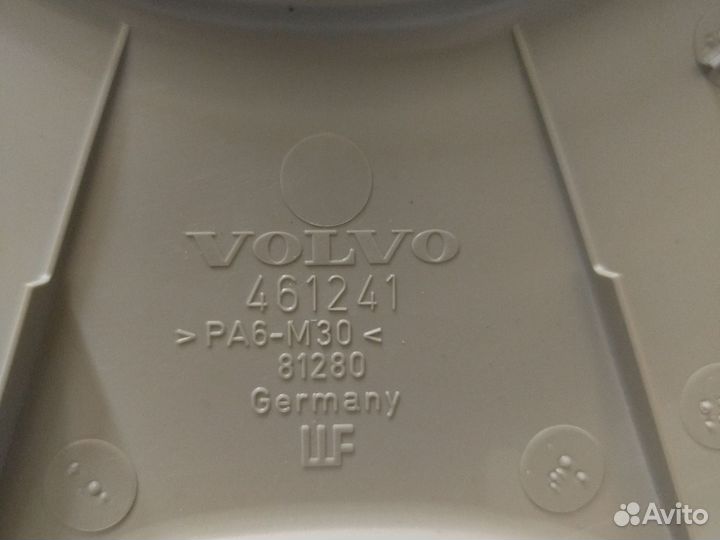 VOLVO
461241
>PA6-M30<
81280
Germany
Avito